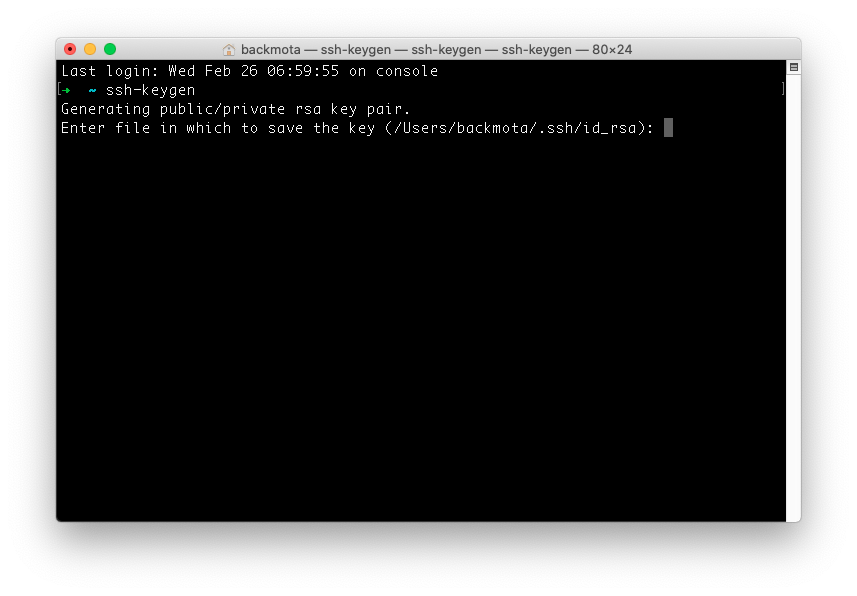 backmota — ssh-keygen — ssh-keygen — ssh-keygen — 80×24
Last login: Wed Feb 26 06:59:55 on console
[➜  ~ ssh-keygen ]
Generating public/private rsa key pair.
Enter file in which to save the key (/Users/backmota/.ssh/id_rsa):